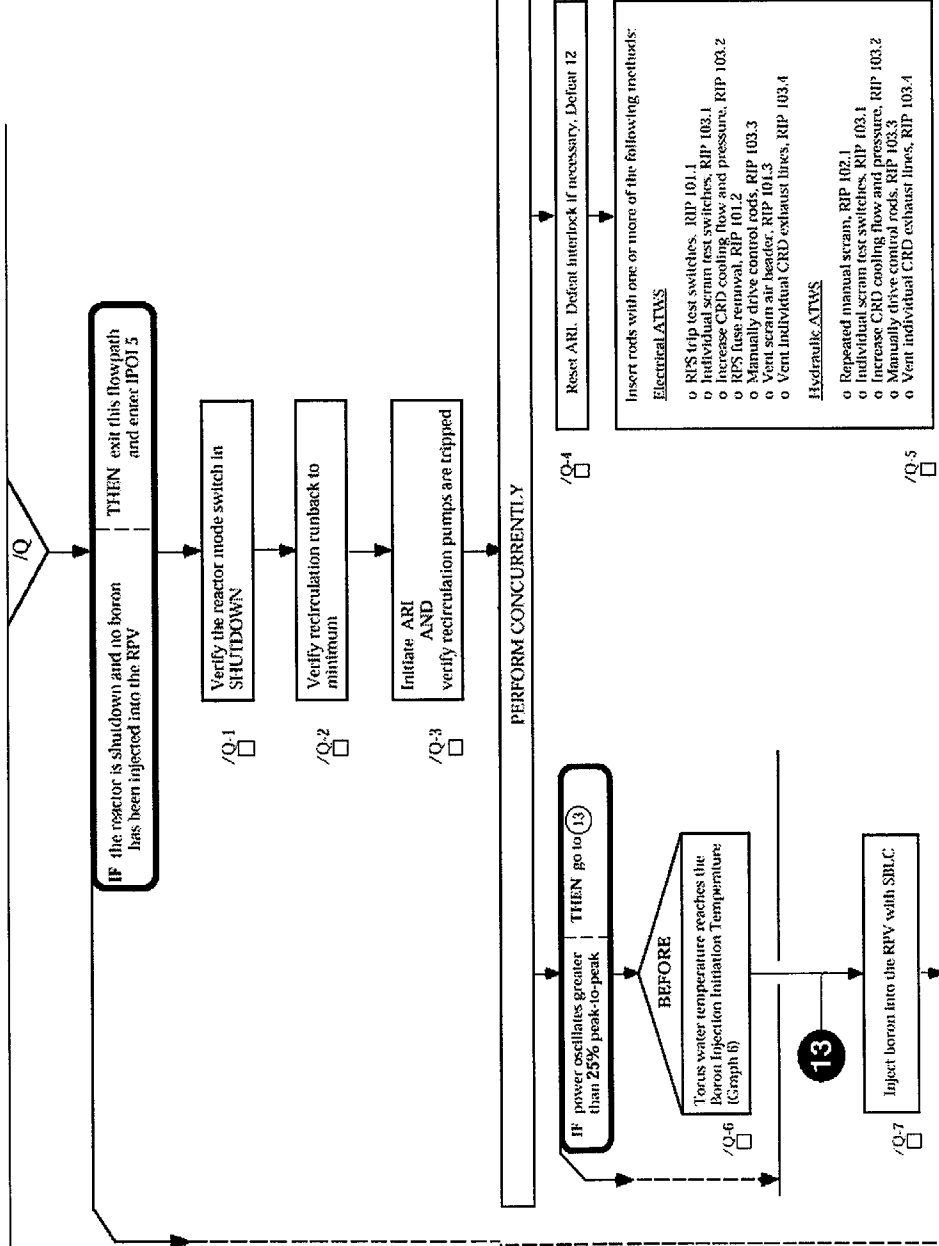 /Q
IF the reactor is shutdown and no boron
has been injected into the RPV
THEN exit this flowpath
and enter IPOI 5
/Q-1
Verify the reactor mode switch in
SHUTDOWN
/Q-2
Verify recirculation runback to
minimum
/Q-3
Initiate ARI
AND
verify recirculation pumps are tripped
PERFORM CONCURRENTLY
IF power oscillates greater
than 25% peak-to-peak
THEN go to 13
BEFORE
/Q-6
Torus water temperature reaches the
Boron Injection Initiation Temperature
(Graph 6)
13
/Q-7
Inject boron into the RPV with SBLC
/Q-4
Reset ARI. Defeat interlock if necessary, Defeat 12
/Q-5
Insert rods with one or more of the following methods:
Electrical ATWS
o RPS trip test switches, RIP 101.1
o Individual scram test switches, RIP 103.1
o Increase CRD cooling flow and pressure, RIP 103.2
o RPS fuse removal, RIP 101.2
o Manually drive control rods, RIP 103.3
o Vent scram air header, RIP 101.3
o Vent individual CRD exhaust lines, RIP 103.4
Hydraulic ATWS
o Repeated manual scram, RIP 102.1
o Individual scram test switches, RIP 103.1
o Increase CRD cooling flow and pressure, RIP 103.2
o Manually drive control rods, RIP 103.3
o Vent individual CRD exhaust lines, RIP 103.4